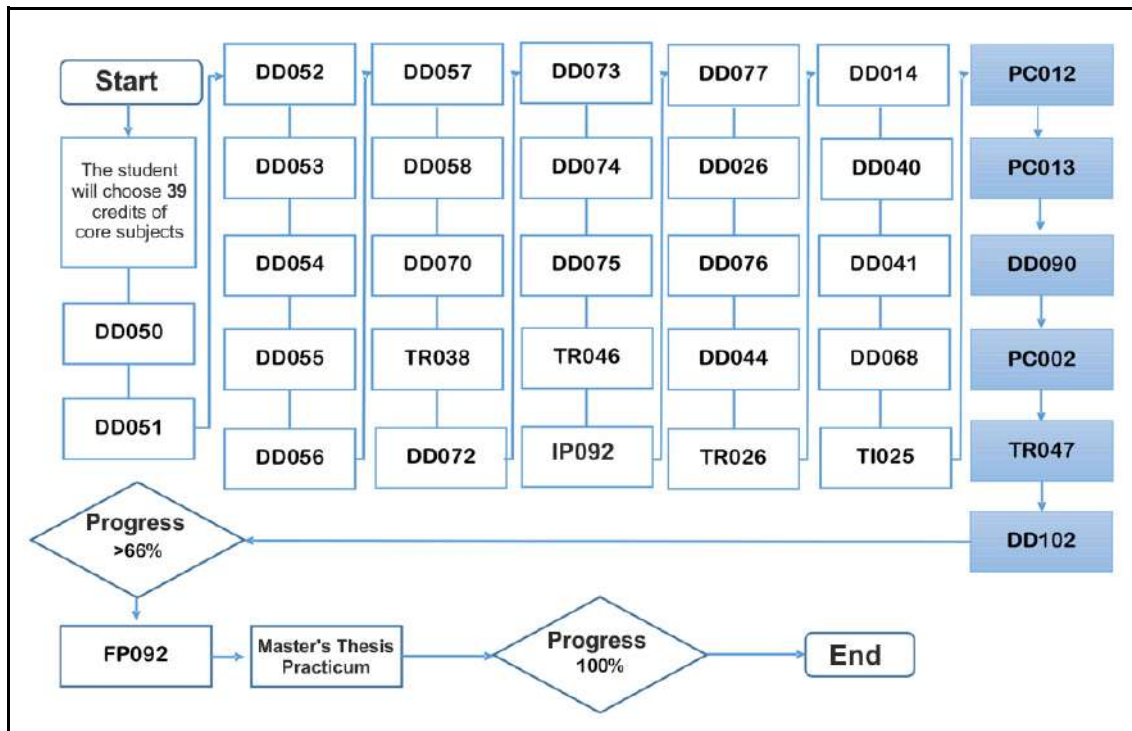 Start
The student
will choose 39
credits of
core subjects
DD050
DD051
DD052
DD053
DD054
DD055
DD056
DD057
DD058
DD070
TR038
DD072
DD073
DD074
DD075
TR046
IP092
DD077
DD026
DD076
DD044
TR026
DD014
DD040
DD041
DD068
TI025
PC012
PC013
DD090
PC002
TR047
DD102
Progress
>66%
FP092
Master's Thesis
Practicum
Progress
100%
End